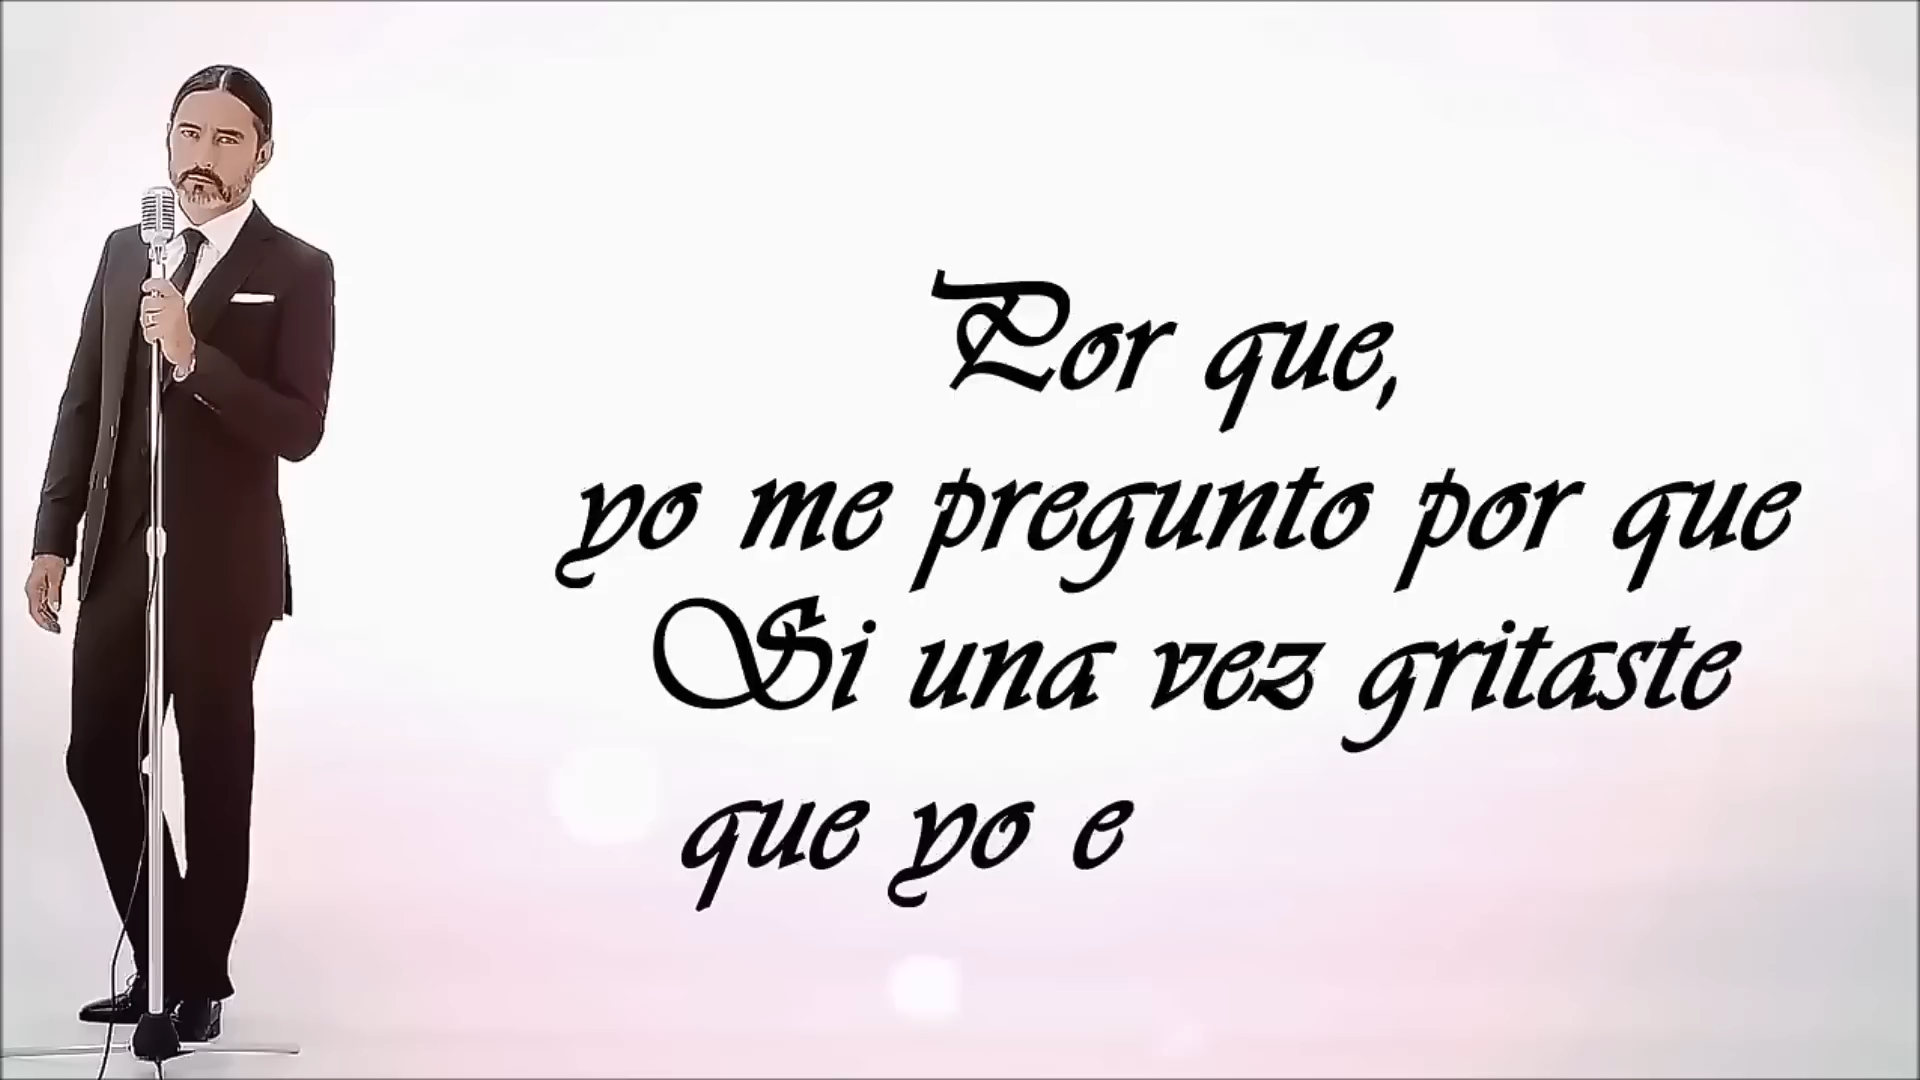 Por que,
yo me pregunto por que
Si una vez gritaste
que yo e